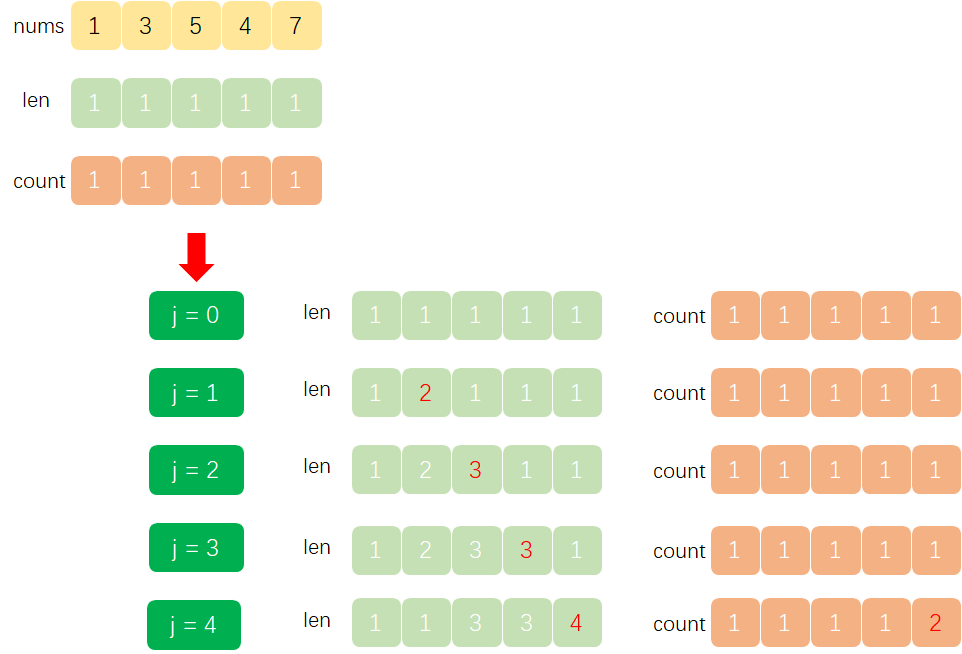 nums 1 3 5 4 7
len 1 1 1 1 1
count 1 1 1 1 1
j = 0 len 1 1 1 1 1 count 1 1 1 1 1
j = 1 len 1 2 1 1 1 count 1 1 1 1 1
j = 2 len 1 2 3 1 1 count 1 1 1 1 1
j = 3 len 1 2 3 3 1 count 1 1 1 1 1
j = 4 len 1 1 3 3 4 count 1 1 1 1 2